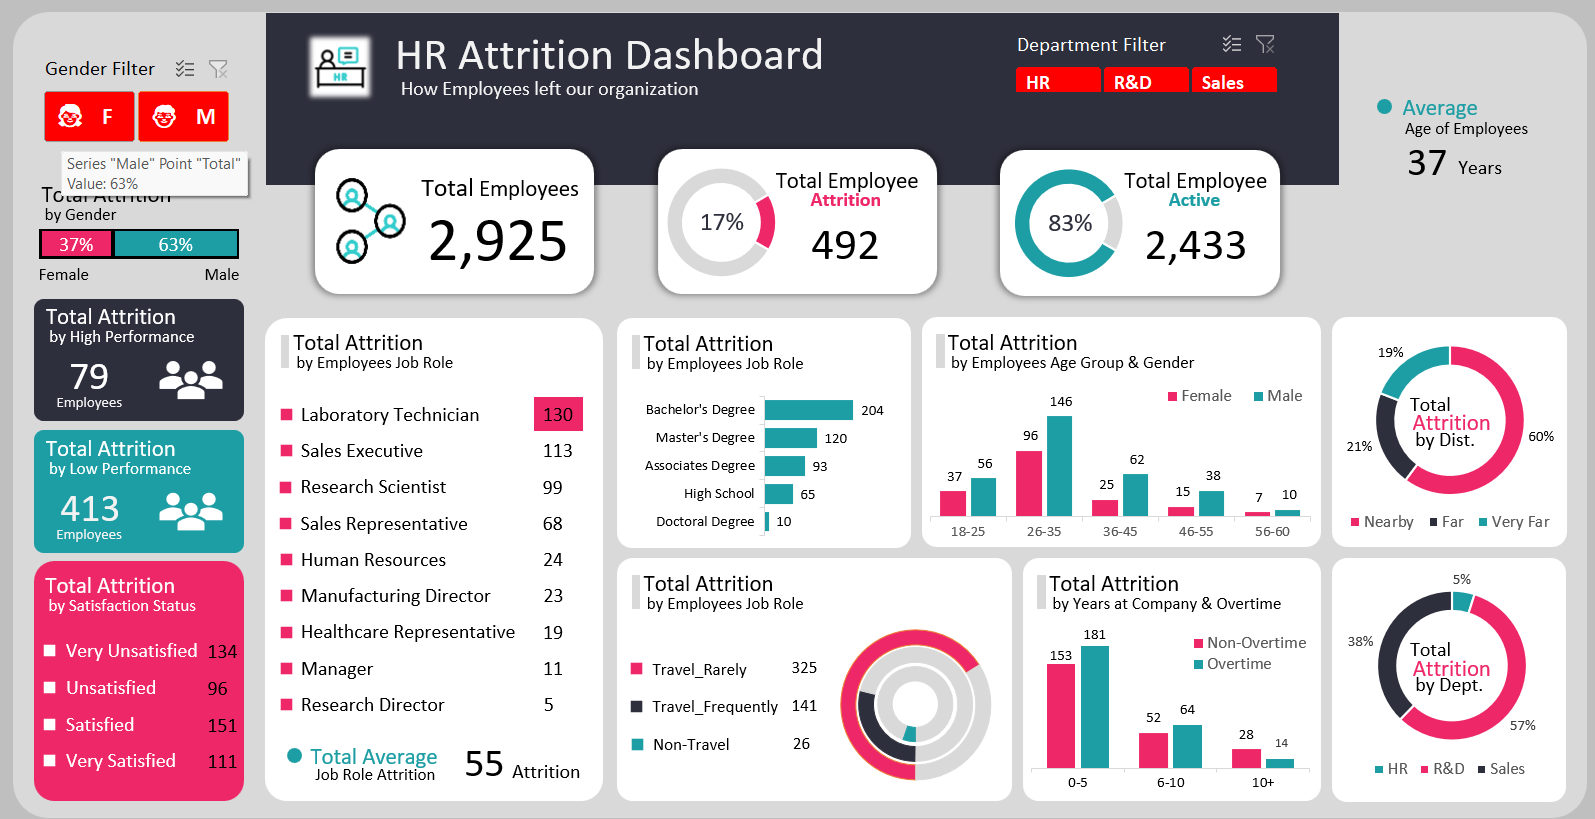 HR Attrition Dashboard
How Employees left our organization
Department Filter
HR
R&D
Sales
Gender Filter
F
M
Series "Male" Point "Total"
Value: 63%
Total Attrition
by Gender
37%
63%
Female
Male
Average
Age of Employees
37 Years
Total Employees
2,925
17%
Total Employee
Attrition
492
83%
Total Employee
Active
2,433
Total Attrition
by High Performance
79
Employees
Total Attrition
by Low Performance
413
Employees
Total Attrition
by Satisfaction Status
Very Unsatisfied 134
Unsatisfied 96
Satisfied 151
Very Satisfied 111
Total Attrition
by Employees Job Role
Laboratory Technician 130
Sales Executive 113
Research Scientist 99
Sales Representative 68
Human Resources 24
Manufacturing Director 23
Healthcare Representative 19
Manager 11
Research Director 5
Total Average
Job Role Attrition
55 Attrition
Total Attrition
by Employees Job Role
Bachelor's Degree 204
Master's Degree 120
Associates Degree 93
High School 65
Doctoral Degree 10
Total Attrition
by Employees Age Group & Gender
Female Male
37 56
96 146
25 62
15 38
7 10
18-25 26-35 36-45 46-55 56-60
19%
21%
60%
Total
Attrition
by Dist.
Nearby Far Very Far
Total Attrition
by Employees Job Role
Travel_Rarely 325
Travel_Frequently 141
Non-Travel 26
Total Attrition
by Years at Company & Overtime
Non-Overtime
Overtime
153 181
52 64
28 14
0-5 6-10 10+
5%
38%
57%
Total
Attrition
by Dept.
HR R&D Sales
HR